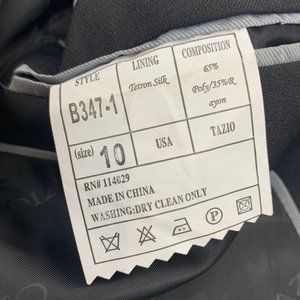 STYLE LINING COMPOSITION
B347-1 Tetron Silk 65%
Poly/35%/R
ayon
(size) 10 USA TAZIO
RN# 114029
MADE IN CHINA
WASHING:DRY CLEAN ONLY
P